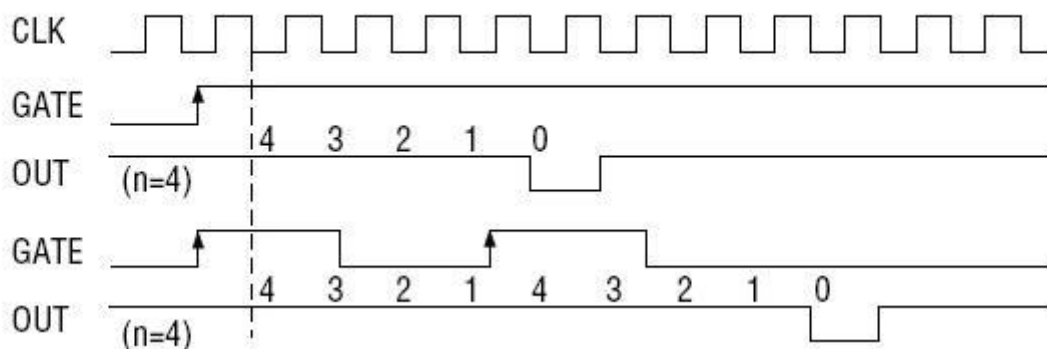 CLK
GATE
4 3 2 1 0
OUT (n=4)
GATE
4 3 2 1 4 3 2 1 0
OUT (n=4)